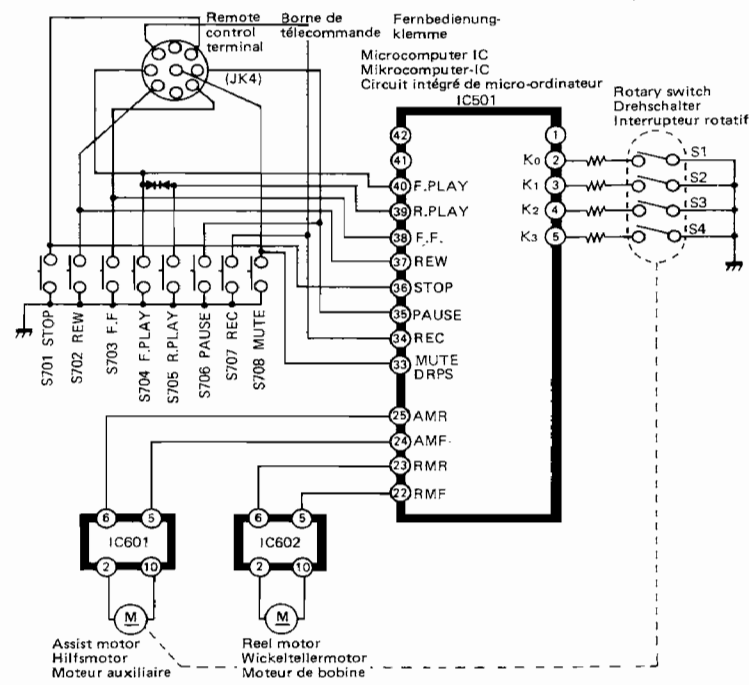 Remote control terminal
Borne de télecommande
Fernbedienung-klemme
(JK4)
Microcomputer IC
Mikrocomputer-IC
Circuit intégré de micro-ordinateur
IC501
Rotary switch
Drehschalter
Interrupteur rotatif
42
41
40 F.PLAY
39 R.PLAY
38 F.F.
37 REW
36 STOP
35 PAUSE
34 REC
33 MUTE
DRPS
25 AMR
24 AMF
23 RMR
22 RMF
1
K0 2
K1 3
K2 4
K3 5
S1
S2
S3
S4
S701 STOP
S702 REW
S703 F.F
S704 F.PLAY
S705 R.PLAY
S706 PAUSE
S707 REC
S708 MUTE
6 5
IC601
2 10
M
6 5
IC602
2 10
M
Assist motor
Hilfsmotor
Moteur auxiliaire
Reel motor
Wickeltellermotor
Moteur de bobine